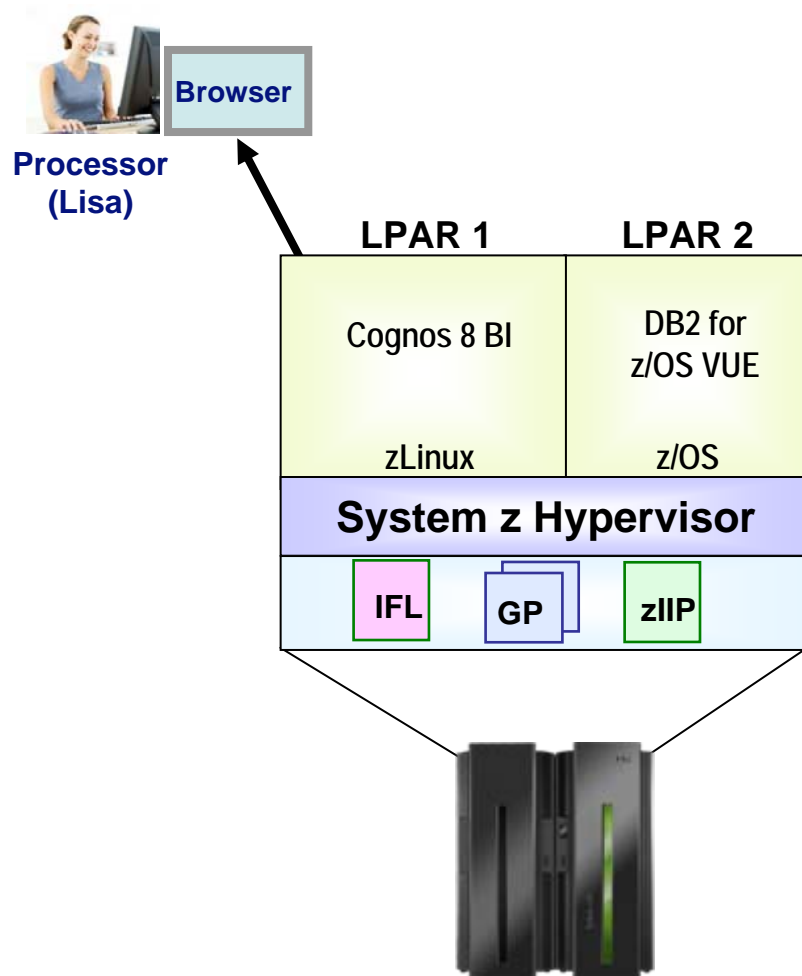 Browser
Processor
(Lisa)
LPAR 1
LPAR 2
Cognos 8 BI
zLinux
DB2 for
z/OS VUE
z/OS
System z Hypervisor
IFL
GP
zIIP